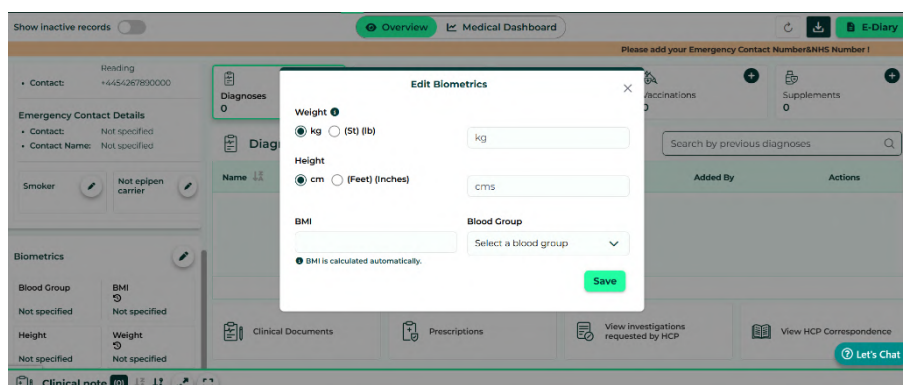 Show inactive records
Overview
Medical Dashboard
E-Diary
Please add your Emergency Contact Number&NHS Number !
Reading
• Contact: +4454267890000
Emergency Contact Details
• Contact: Not specified
• Contact Name: Not specified
Smoker
Not epipen
carrier
Biometrics
Blood Group
BMI
Not specified
Not specified
Height
Weight
Not specified
Not specified
Diagnoses
0
Vaccinations
Supplements
0
Diag
Search by previous diagnoses
Name
Added By
Actions
Edit Biometrics
Weight
kg (St) (lb)
kg
Height
cm (Feet) (Inches)
cms
BMI
Blood Group
Select a blood group
BMI is calculated automatically.
Save
Clinical Documents
Prescriptions
View investigations
requested by HCP
View HCP Correspondence
Let's Chat
Clinical note (0)